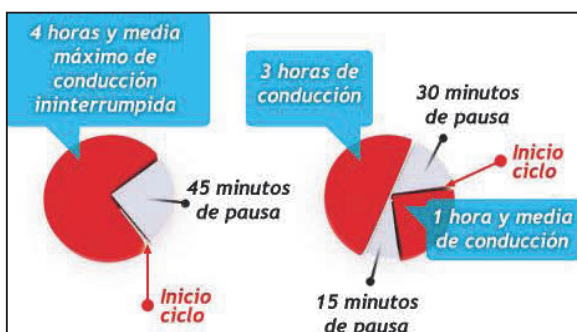 4 horas y media
máximo de
conducción
ininterrumpida
45 minutos
de pausa
Inicio
ciclo
3 horas de
conducción
30 minutos
de pausa
Inicio
ciclo
1 hora y media
de conducción
15 minutos
de pausa